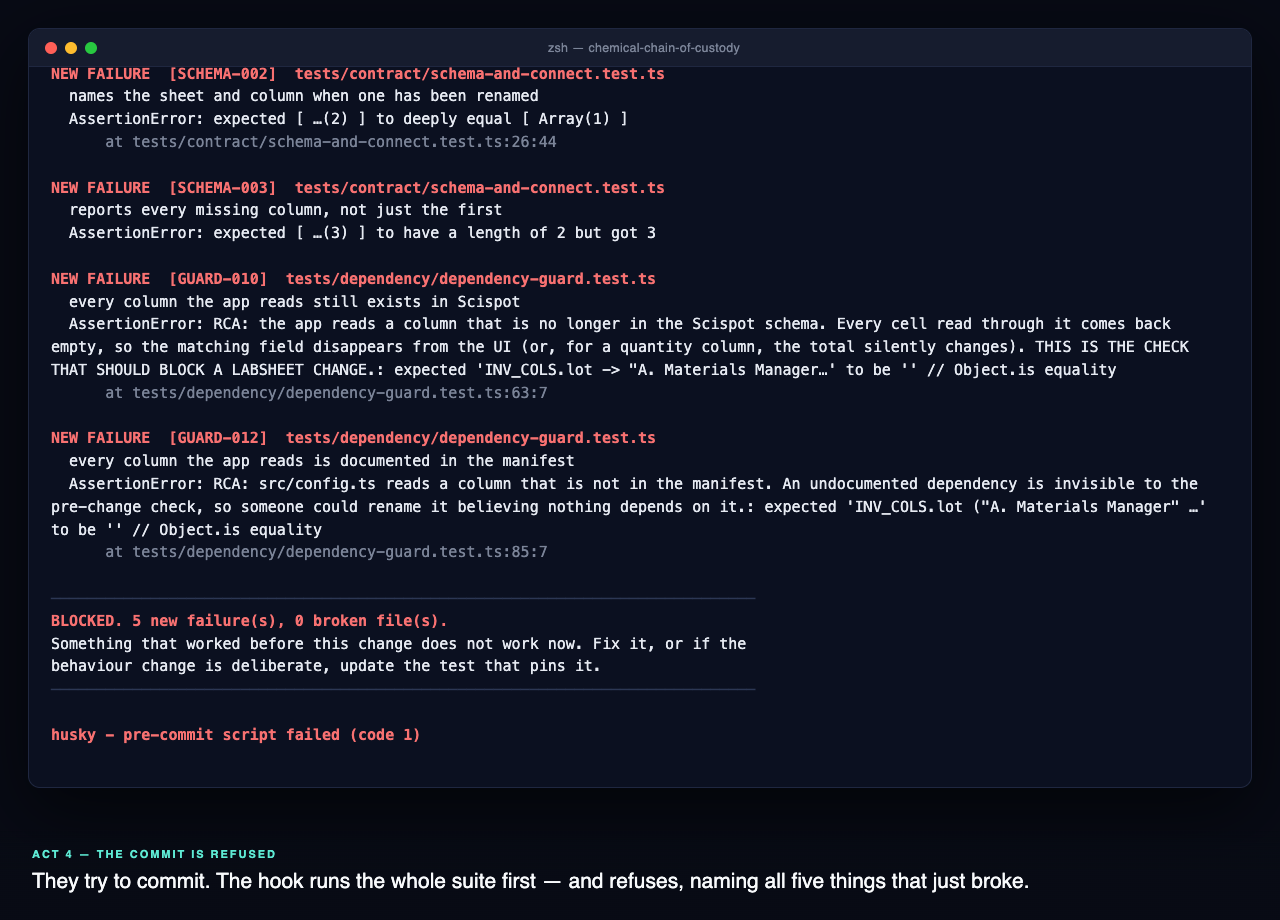 zsh — chemical-chain-of-custody
NEW FAILURE  [SCHEMA-002]  tests/contract/schema-and-connect.test.ts
names the sheet and column when one has been renamed
AssertionError: expected [ …(2) ] to deeply equal [ Array(1) ]
at tests/contract/schema-and-connect.test.ts:26:44
NEW FAILURE  [SCHEMA-003]  tests/contract/schema-and-connect.test.ts
reports every missing column, not just the first
AssertionError: expected [ …(3) ] to have a length of 2 but got 3
NEW FAILURE  [GUARD-010]  tests/dependency/dependency-guard.test.ts
every column the app reads still exists in Scispot
AssertionError: RCA: the app reads a column that is no longer in the Scispot schema. Every cell read through it comes back
empty, so the matching field disappears from the UI (or, for a quantity column, the total silently changes). THIS IS THE CHECK
THAT SHOULD BLOCK A LABSHEET CHANGE.: expected 'INV_COLS.lot -> "A. Materials Manager…' to be '' // Object.is equality
at tests/dependency/dependency-guard.test.ts:63:7
NEW FAILURE  [GUARD-012]  tests/dependency/dependency-guard.test.ts
every column the app reads is documented in the manifest
AssertionError: RCA: src/config.ts reads a column that is not in the manifest. An undocumented dependency is invisible to the
pre-change check, so someone could rename it believing nothing depends on it.: expected 'INV_COLS.lot ("A. Materials Manager" …'
to be '' // Object.is equality
at tests/dependency/dependency-guard.test.ts:85:7
BLOCKED. 5 new failure(s), 0 broken file(s).
Something that worked before this change does not work now. Fix it, or if the
behaviour change is deliberate, update the test that pins it.
husky - pre-commit script failed (code 1)
ACT 4 — THE COMMIT IS REFUSED
They try to commit. The hook runs the whole suite first — and refuses, naming all five things that just broke.